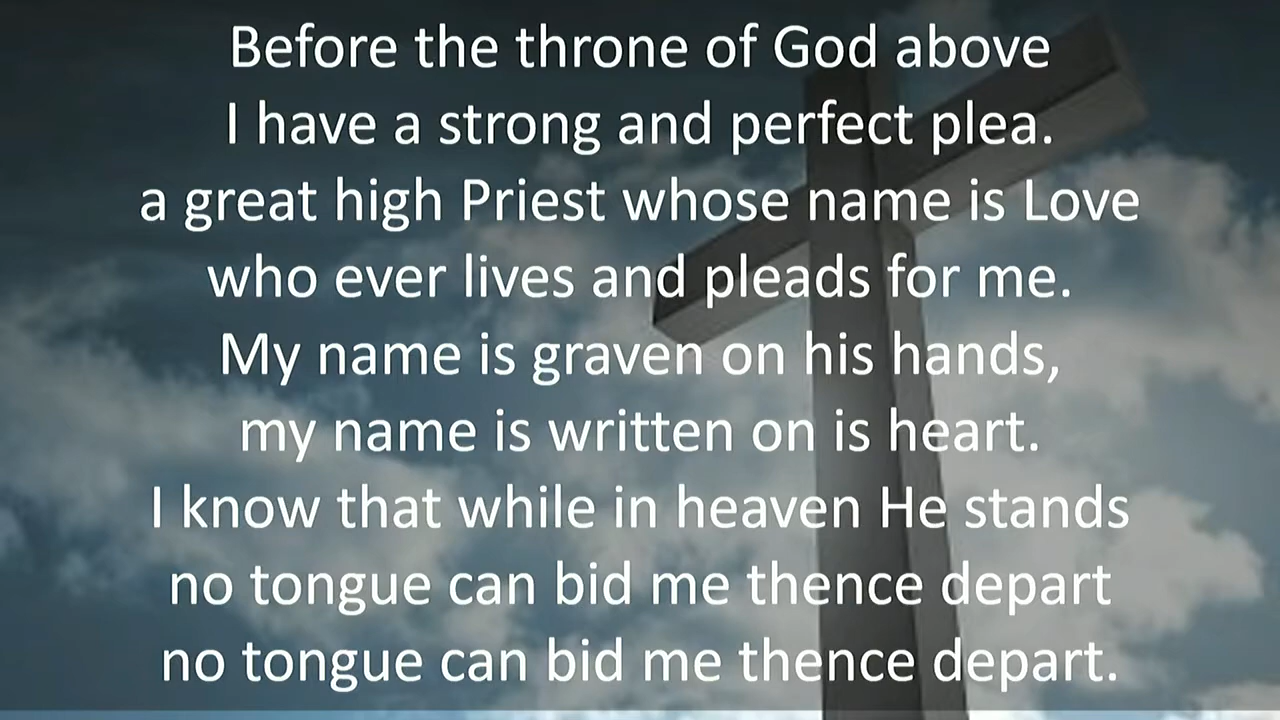 Before the throne of God above
I have a strong and perfect plea.
a great high Priest whose name is Love
who ever lives and pleads for me.
My name is graven on his hands,
my name is written on is heart.
I know that while in heaven He stands
no tongue can bid me thence depart
no tongue can bid me thence depart.